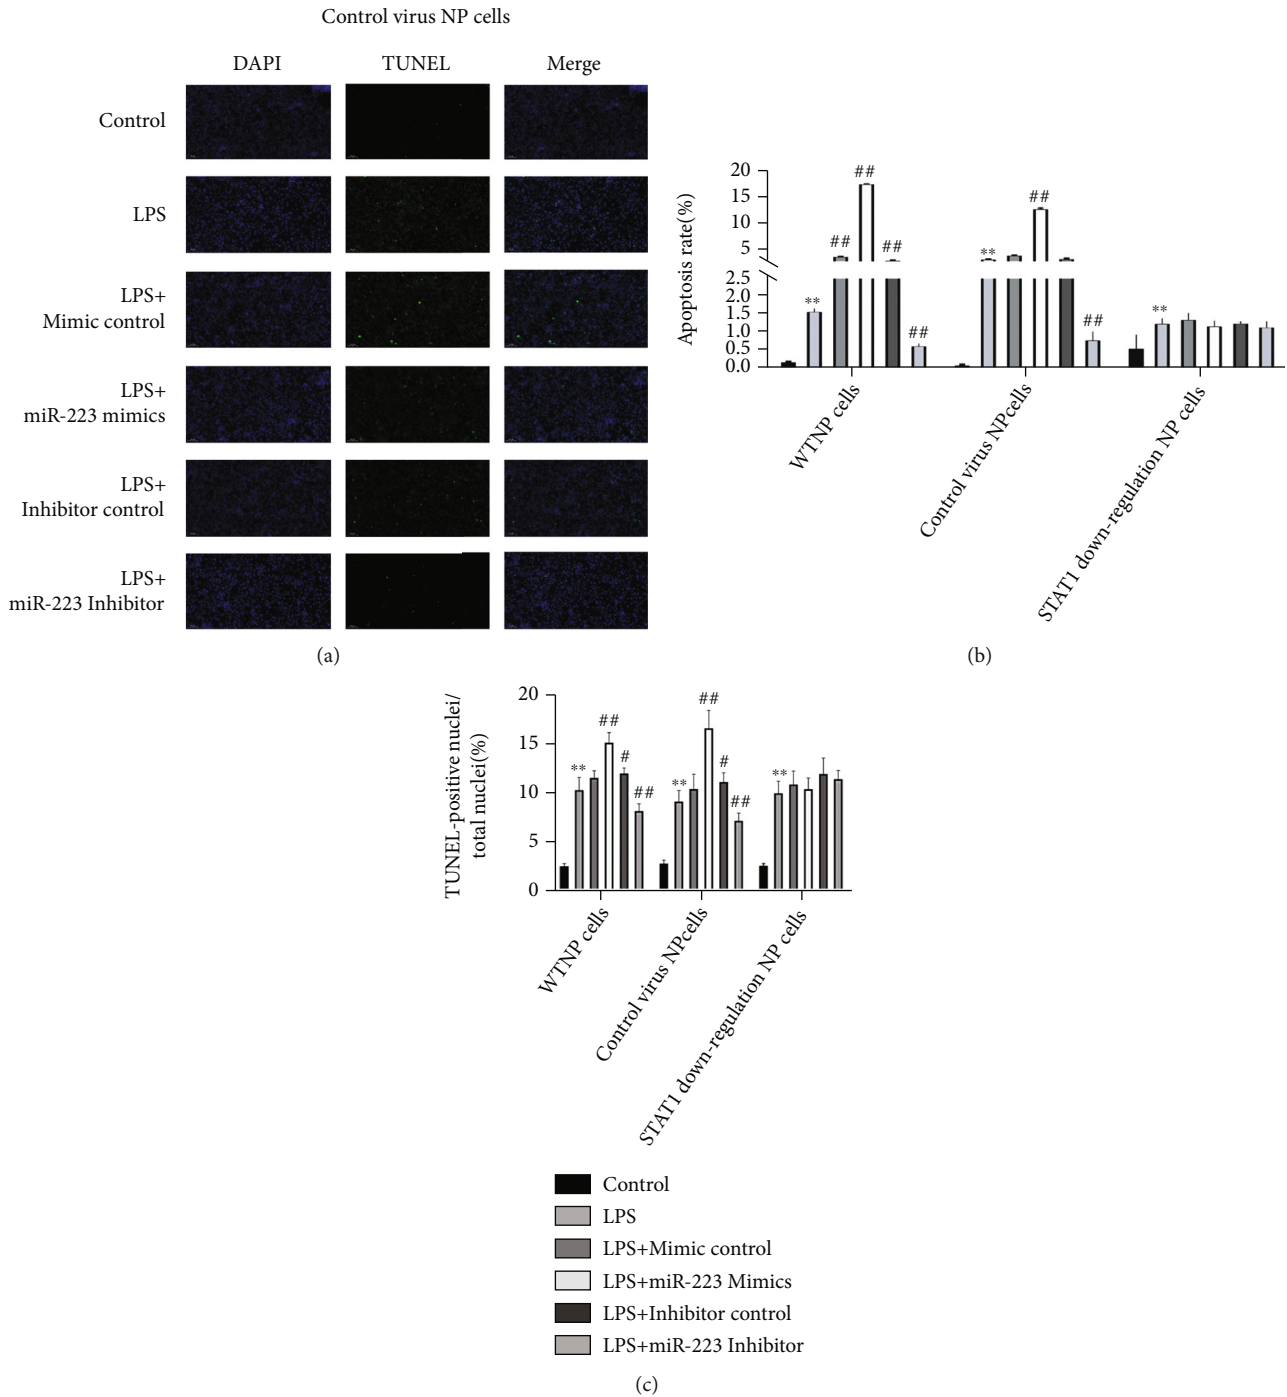 Control virus NP cells
DAPI TUNEL Merge
Control
LPS
LPS+
Mimic control
LPS+
miR-223 mimics
LPS+
Inhibitor control
LPS+
miR-223 Inhibitor
(a)
Apoptosis rate(%)
20
15
10
5
2.5
2.0
1.5
1.0
0.5
0.0
** ## ## ## ##
** ## ##
**
WTNP cells
Control virus NPcells
STAT1 down-regulation NP cells
(b)
TUNEL-positive nuclei/
total nuclei(%)
20
15
10
5
0
** ## # ##
** ## # ##
**
WTNP cells
Control virus NPcells
STAT1 down-regulation NP cells
Control
LPS
LPS+Mimic control
LPS+miR-223 Mimics
LPS+Inhibitor control
LPS+miR-223 Inhibitor
(c)